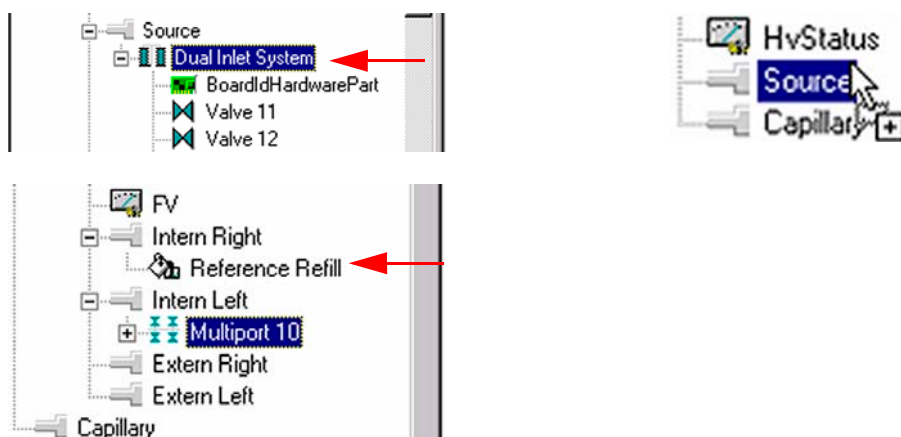 Source
Dual Inlet System
BoardIdHardwarePart
Valve 11
Valve 12
HvStatus
Source
Capillary
FV
Intern Right
Reference Refill
Intern Left
Multiport 10
Extern Right
Extern Left
Capillary